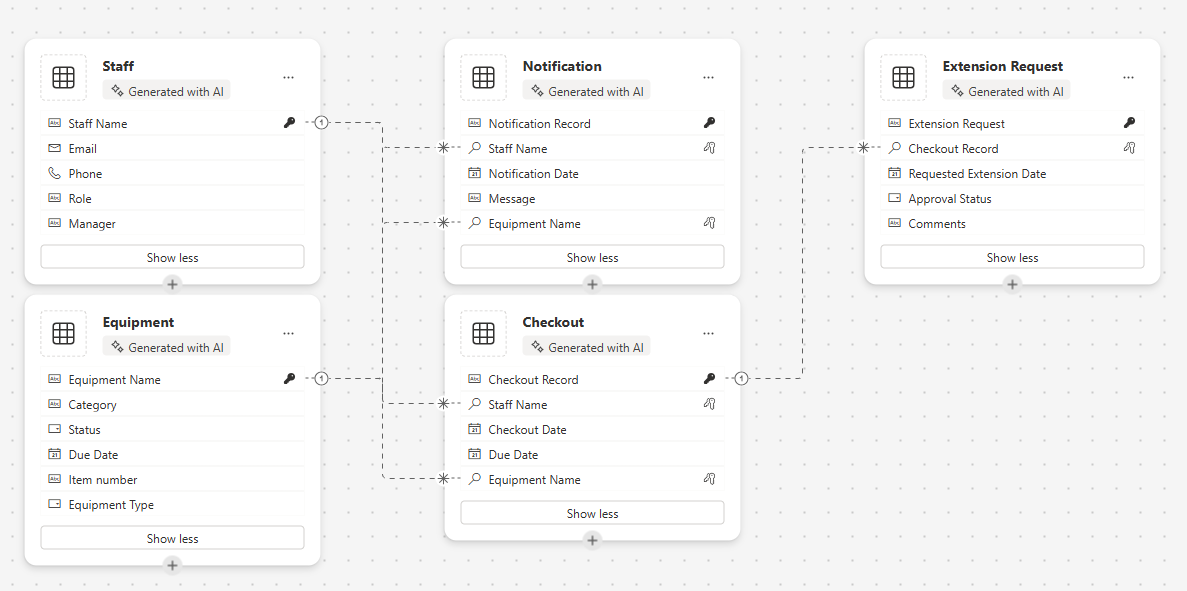 Staff
Generated with AI
Staff Name
1
Email
Phone
Role
Manager
Show less
Notification
Generated with AI
Notification Record
Staff Name
Notification Date
Message
Equipment Name
Show less
Extension Request
Generated with AI
Extension Request
Checkout Record
Requested Extension Date
Approval Status
Comments
Show less
Equipment
Generated with AI
Equipment Name
1
Category
Status
Due Date
Item number
Equipment Type
Show less
Checkout
Generated with AI
Checkout Record
1
Staff Name
Checkout Date
Due Date
Equipment Name
Show less